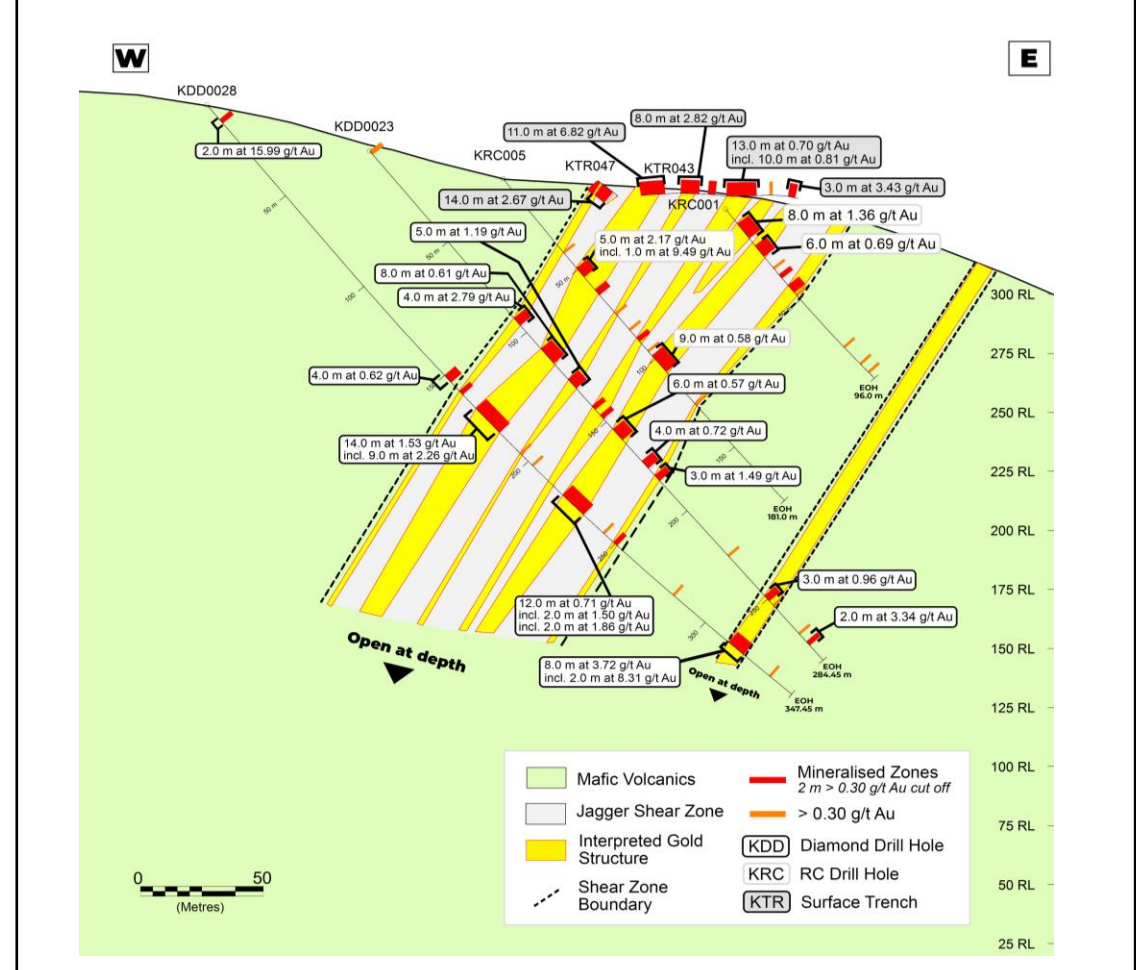 W
E
KDD0028
KDD0023
KRC005
KTR047
KTR043
KRC001
2.0 m at 15.99 g/t Au
11.0 m at 6.82 g/t Au
8.0 m at 2.82 g/t Au
13.0 m at 0.70 g/t Au
incl. 10.0 m at 0.81 g/t Au
3.0 m at 3.43 g/t Au
14.0 m at 2.67 g/t Au
8.0 m at 1.36 g/t Au
6.0 m at 0.69 g/t Au
5.0 m at 1.19 g/t Au
5.0 m at 2.17 g/t Au
incl. 1.0 m at 9.49 g/t Au
8.0 m at 0.61 g/t Au
4.0 m at 2.79 g/t Au
9.0 m at 0.58 g/t Au
4.0 m at 0.62 g/t Au
6.0 m at 0.57 g/t Au
14.0 m at 1.53 g/t Au
incl. 9.0 m at 2.26 g/t Au
4.0 m at 0.72 g/t Au
3.0 m at 1.49 g/t Au
12.0 m at 0.71 g/t Au
incl. 2.0 m at 1.50 g/t Au
incl. 2.0 m at 1.86 g/t Au
3.0 m at 0.96 g/t Au
2.0 m at 3.34 g/t Au
8.0 m at 3.72 g/t Au
incl. 2.0 m at 8.31 g/t Au
50 m
100
200
250
300
50 m
100
150
200
50 m
100
150
EOH
96.0 m
EOH
181.0 m
EOH
284.45 m
EOH
347.45 m
Open at depth
Open at depth
300 RL
275 RL
250 RL
225 RL
200 RL
175 RL
150 RL
125 RL
100 RL
75 RL
50 RL
25 RL
Mafic Volcanics
Jagger Shear Zone
Interpreted Gold
Structure
Shear Zone
Boundary
Mineralised Zones
2 m > 0.30 g/t Au cut off
> 0.30 g/t Au
KDD Diamond Drill Hole
KRC RC Drill Hole
KTR Surface Trench
0 50
(Metres)